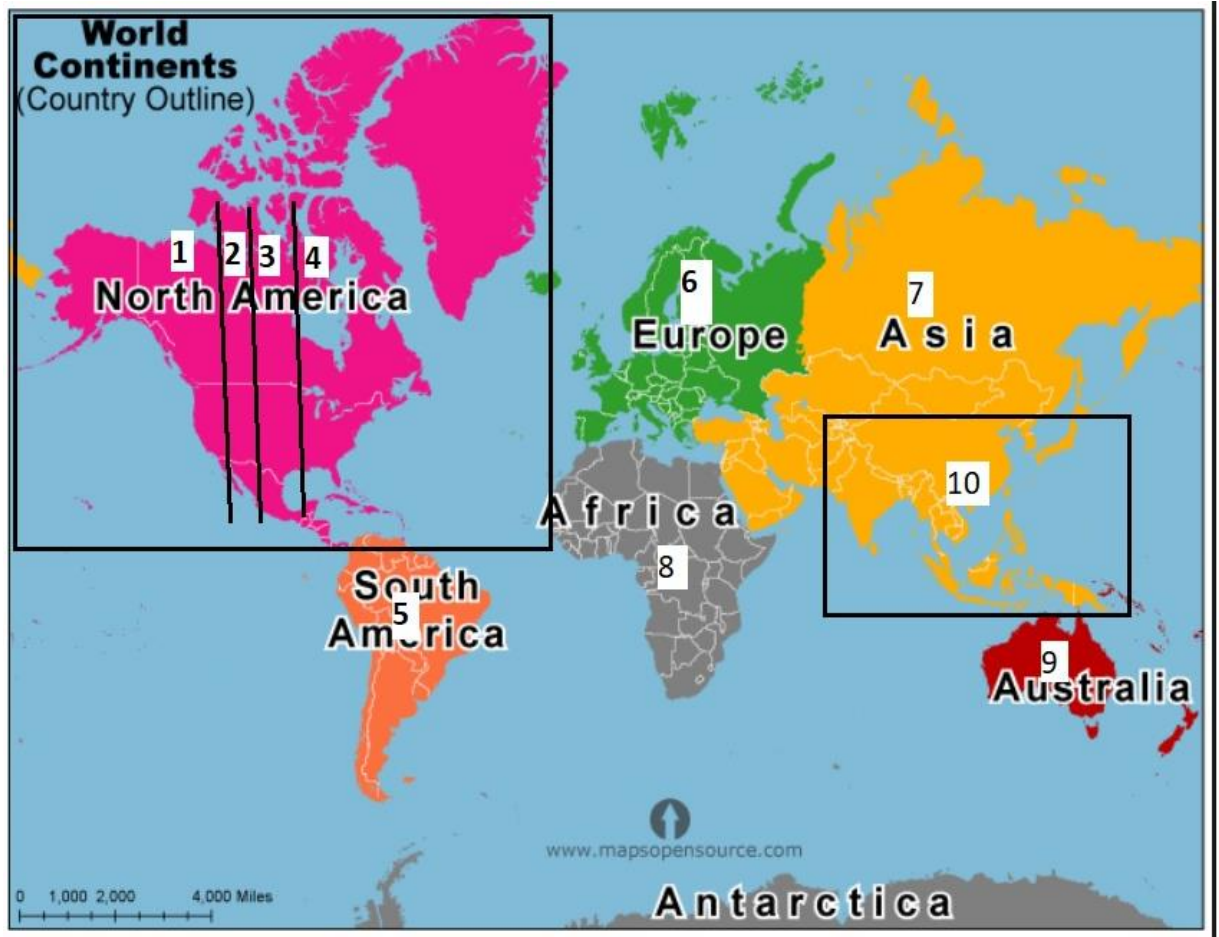 World
Continents
(Country Outline)
1
2
3
4
North America
6
Europe
7
Asia
10
Africa
8
South
5
America
9
Australia
www.mapsopensource.com
0 1,000 2,000 4,000 Miles
Antarctica